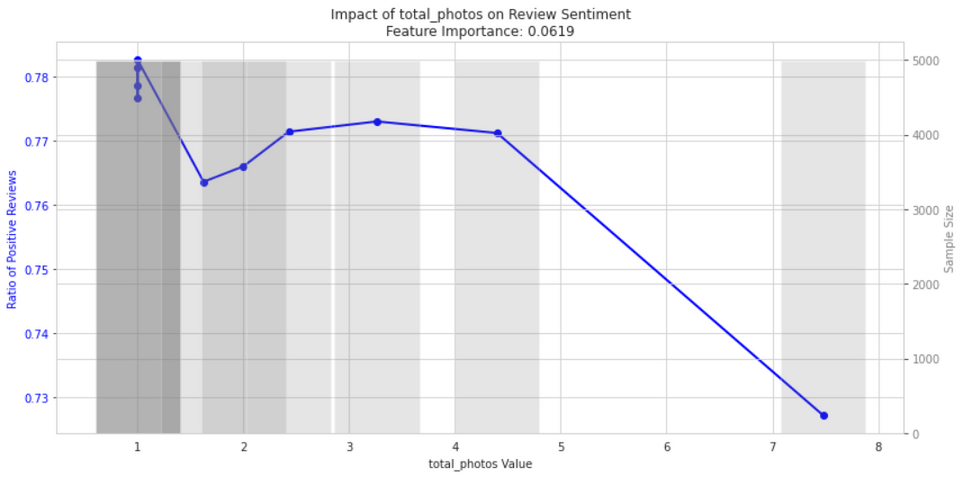 Impact of total_photos on Review Sentiment
Feature Importance: 0.0619
Ratio of Positive Reviews
0.78
0.77
0.76
0.75
0.74
0.73
5000
4000
3000
2000
1000
0
Sample Size
1 2 3 4 5 6 7 8
total_photos Value